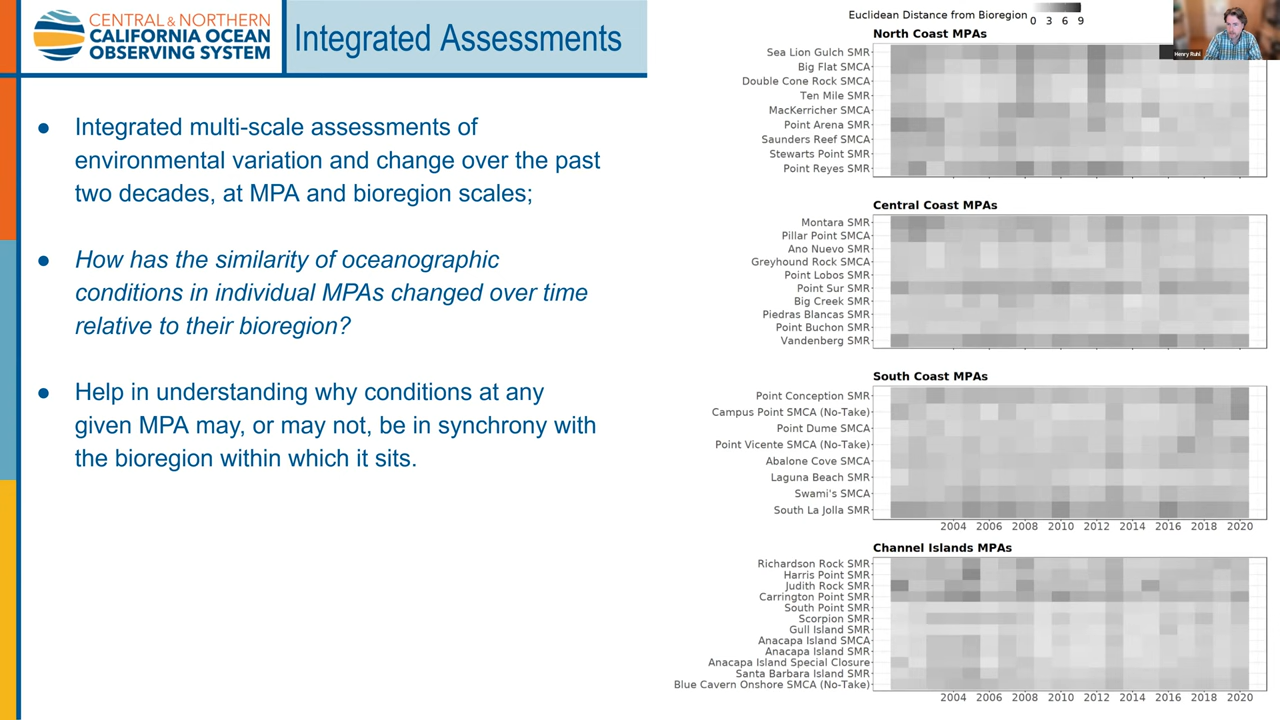 CENTRAL & NORTHERN
CALIFORNIA OCEAN
OBSERVING SYSTEM
Integrated Assessments
● Integrated multi-scale assessments of
environmental variation and change over the past
two decades, at MPA and bioregion scales;
● How has the similarity of oceanographic
conditions in individual MPAs changed over time
relative to their bioregion?
● Help in understanding why conditions at any
given MPA may, or may not, be in synchrony with
the bioregion within which it sits.
Euclidean Distance from Bioregion
0 3 6 9
Henry Ruhl
North Coast MPAs
Sea Lion Gulch SMR
Big Flat SMCA
Double Cone Rock SMCA
Ten Mile SMR
MacKerricher SMCA
Point Arena SMR
Saunders Reef SMCA
Stewarts Point SMR
Point Reyes SMR
Central Coast MPAs
Montara SMR
Pillar Point SMCA
Ano Nuevo SMR
Greyhound Rock SMCA
Point Lobos SMR
Point Sur SMR
Big Creek SMR
Piedras Blancas SMR
Point Buchon SMR
Vandenberg SMR
South Coast MPAs
Point Conception SMR
Campus Point SMCA (No-Take)
Point Dume SMCA
Point Vicente SMCA (No-Take)
Abalone Cove SMCA
Laguna Beach SMR
Swami's SMCA
South La Jolla SMR
2004 2006 2008 2010 2012 2014 2016 2018 2020
Channel Islands MPAs
Richardson Rock SMR
Harris Point SMR
Judith Rock SMR
Carrington Point SMR
South Point SMR
Scorpion SMR
Gull Island SMR
Anacapa Island SMCA
Anacapa Island SMR
Anacapa Island Special Closure
Santa Barbara Island SMR
Blue Cavern Onshore SMCA (No-Take)
2004 2006 2008 2010 2012 2014 2016 2018 2020